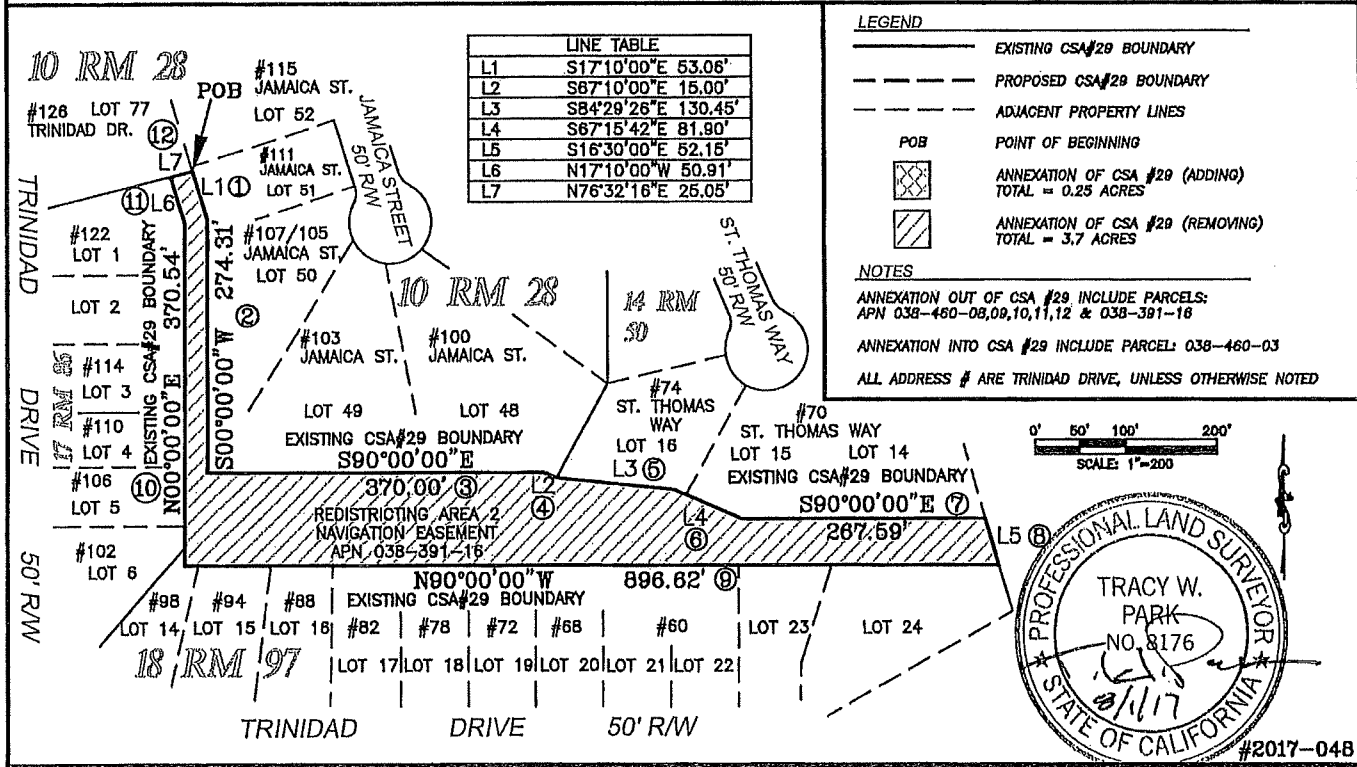 10 RM 28
#126 LOT 77
TRINIDAD DR.
⑫
POB
#115
JAMAICA ST.
LOT 52
L7
L1 ①
#111
JAMAICA ST.
LOT 51
JAMAICA STREET
50' R/W
⑪ L6
TRINIDAD
DRIVE
50' R/W
#122
LOT 1
LOT 2
#114
LOT 3
#110
LOT 4
#106
LOT 5
#102
LOT 6
17 RM 86
EXISTING CSA#29 BOUNDARY
N00°00'00"E 370.54'
⑩
S00°00'00"W 274.31'
②
#107/105
JAMAICA ST.
LOT 50
10 RM 28
#103
JAMAICA ST.
LOT 49
#100
JAMAICA ST.
LOT 48
EXISTING CSA#29 BOUNDARY
S90°00'00"E
370.00' ③
L2
④
14 RM
50
ST. THOMAS WAY
50' R/W
#74
ST. THOMAS
WAY
LOT 16
L3 ⑤
L4
⑥
#70
ST. THOMAS WAY
LOT 15 LOT 14
EXISTING CSA#29 BOUNDARY
S90°00'00"E ⑦
267.59'
L5 ⑧
REDISTRICTING AREA 2
NAVIGATION EASEMENT
APN 038-391-16
N90°00'00"W 896.62' ⑨
EXISTING CSA#29 BOUNDARY
#98
LOT 14
#94
LOT 15
#88
LOT 16
#82
LOT 17
#78
LOT 18
#72
LOT 19
#68
LOT 20
#60
LOT 21
LOT 22
LOT 23
LOT 24
18 RM 97
TRINIDAD DRIVE 50' R/W
LINE TABLE
L1 S17°10'00"E 53.06'
L2 S67°10'00"E 15.00'
L3 S84°29'26"E 130.45'
L4 S67°15'42"E 81.90'
L5 S16°30'00"E 52.15'
L6 N17°10'00"W 50.91'
L7 N76°32'16"E 25.05'
LEGEND
EXISTING CSA#29 BOUNDARY
PROPOSED CSA#29 BOUNDARY
ADJACENT PROPERTY LINES
POB POINT OF BEGINNING
ANNEXATION OF CSA #29 (ADDING)
TOTAL = 0.25 ACRES
ANNEXATION OF CSA #29 (REMOVING)
TOTAL = 3.7 ACRES
NOTES
ANNEXATION OUT OF CSA #29 INCLUDE PARCELS:
APN 038-460-08,09,10,11,12 & 038-391-16
ANNEXATION INTO CSA #29 INCLUDE PARCEL: 038-460-03
ALL ADDRESS # ARE TRINIDAD DRIVE, UNLESS OTHERWISE NOTED
0' 50' 100' 200'
SCALE: 1"=200
PROFESSIONAL LAND SURVEYOR
TRACY W.
PARK
NO. 8176
STATE OF CALIFORNIA
#2017-048